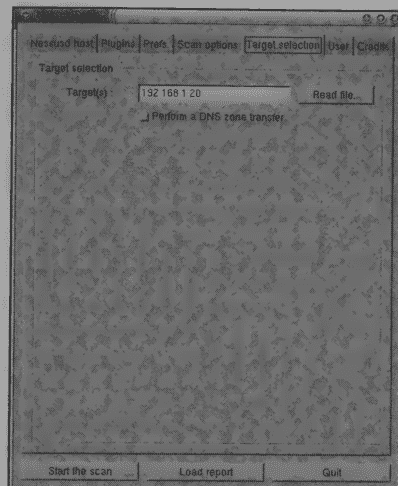 Nessusd host Plugins Prefs. Scan options Target selection User Credits
Target selection
Target(s) : 192.168.1.20 Read file...
Perform a DNS zone transfer
Start the scan Load report Quit